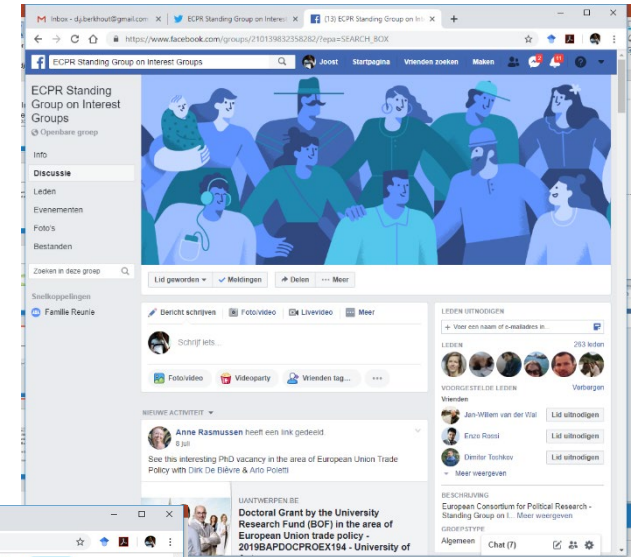 Inbox - dj.berkhout@gmail.com
ECPR Standing Group on Interest
(13) ECPR Standing Group on Int
https://www.facebook.com/groups/210139832358282/?epa=SEARCH_BOX
ECPR Standing Group on Interest Groups
Joost
Startpagina
Vrienden zoeken
Maken
2
11
ECPR Standing
Group on Interest
Groups
Openbare groep
Info
Discussie
Leden
Evenementen
Foto's
Bestanden
Zoeken in deze groep
Snelkoppelingen
Familie Reunie
Lid geworden
Meldingen
Delen
Meer
Bericht schrijven
Foto/video
Livevideo
Meer
Schrijf iets...
Foto/video
Videoparty
Vrienden tag...
NIEUWE ACTIVITEIT
Anne Rasmussen heeft een link gedeeld.
8 juli
See this interesting PhD vacancy in the area of European Union Trade
Policy with Dirk De Bièvre & Arlo Poletti
UANTWERPEN.BE
Doctoral Grant by the University
Research Fund (BOF) in the area of
European Union trade policy -
2019BAPDOCPROEX194 - University of
LEDEN UITNODIGEN
+ Voer een naam of e-mailadres in..
LEDEN
263 leden
VOORGESTELDE LEDEN
Verbergen
Vrienden
Jan-Willem van der Wal
Lid uitnodigen
Enzo Rossi
Lid uitnodigen
Dimiter Toshkov
Lid uitnodigen
Meer weergeven
BESCHRIJVING
European Consortium for Political Research -
Standing Group on I... Meer weergeven
GROEPSTYPE
Algemeen
Chat (7)